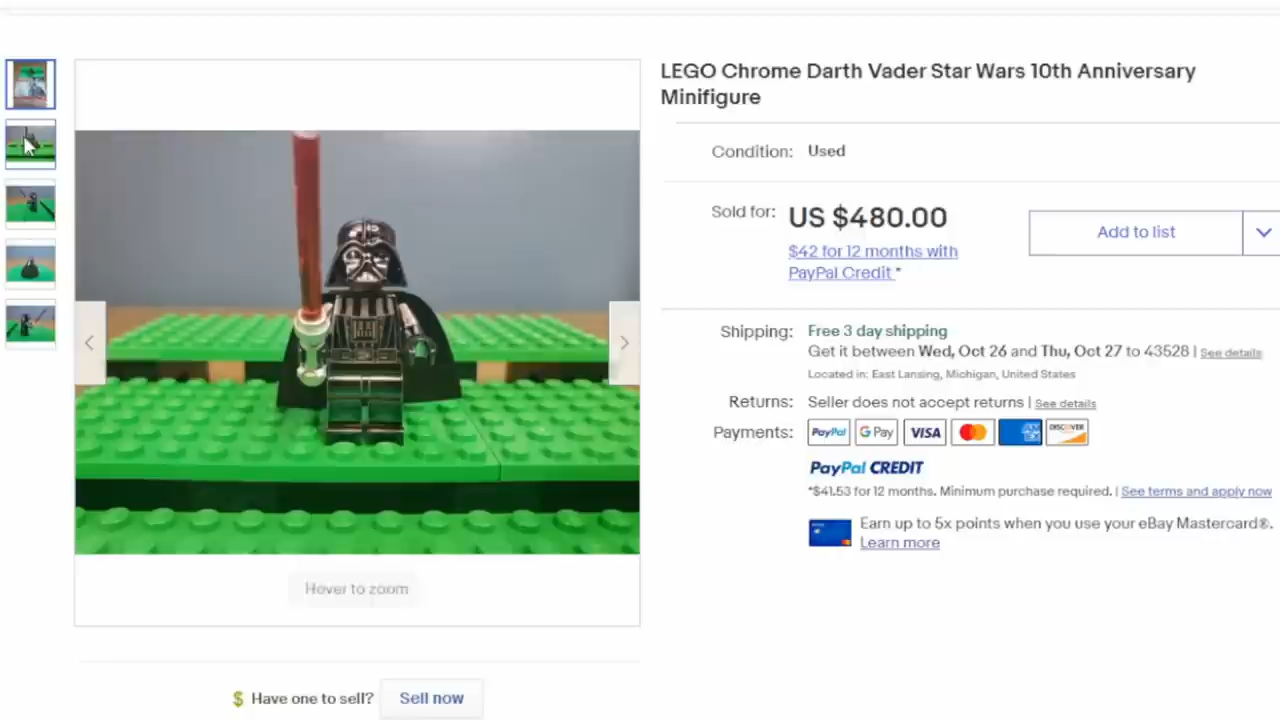 LEGO Chrome Darth Vader Star Wars 10th Anniversary
Minifigure
Condition: Used
Sold for: US $480.00
$42 for 12 months with
PayPal Credit *
Add to list
Shipping: Free 3 day shipping
Get it between Wed, Oct 26 and Thu, Oct 27 to 43528 | See details
Located in: East Lansing, Michigan, United States
Returns: Seller does not accept returns | See details
Payments: PayPal G Pay VISA DISCOVER
PayPal CREDIT
*$41.53 for 12 months. Minimum purchase required. | See terms and apply now
Earn up to 5x points when you use your eBay Mastercard®.
Learn more
Hover to zoom
$ Have one to sell? Sell now